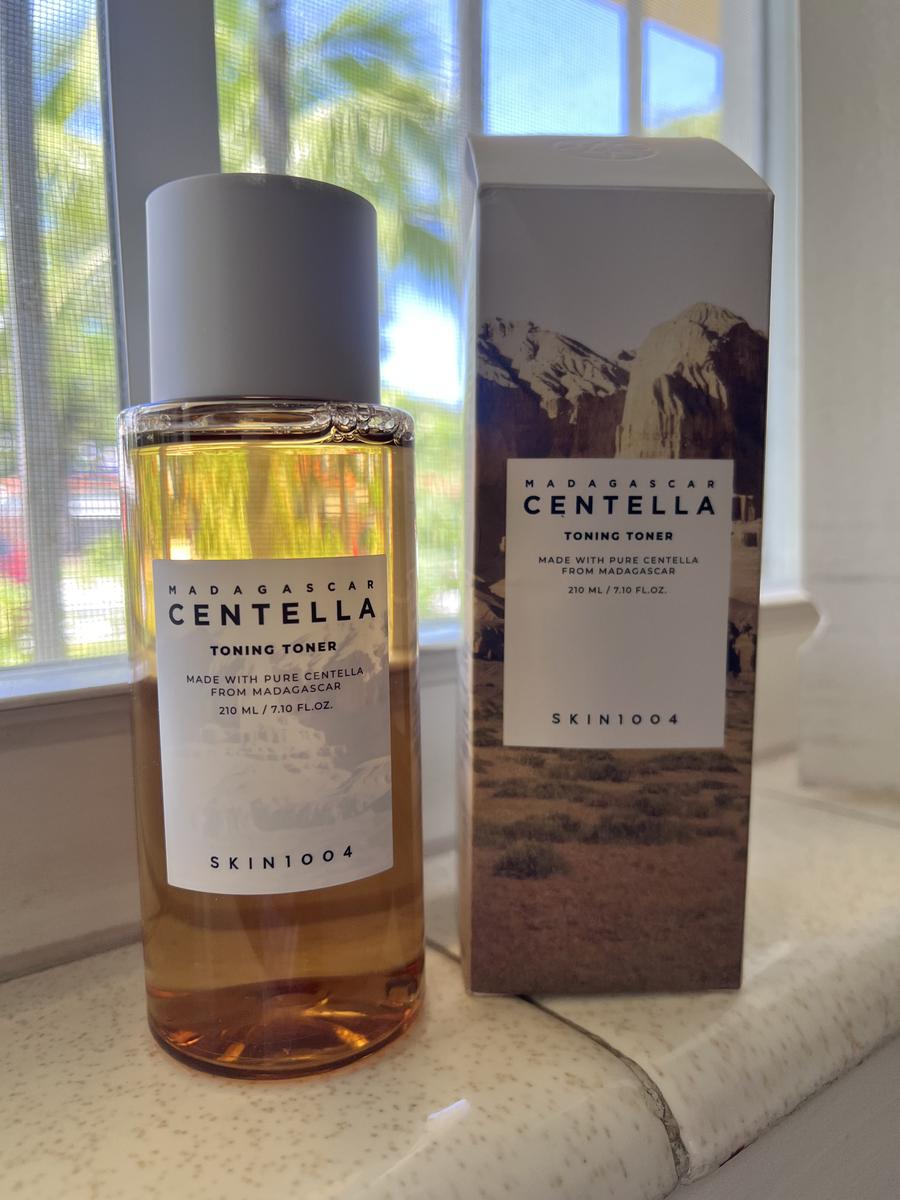 MADAGASCAR
CENTELLA
TONING TONER
MADE WITH PURE CENTELLA
FROM MADAGASCAR
210 ML / 7.10 FL.OZ.
SKIN1004
MADAGASCAR
CENTELLA
TONING TONER
MADE WITH PURE CENTELLA
FROM MADAGASCAR
210 ML / 7.10 FL.OZ.
SKIN1004